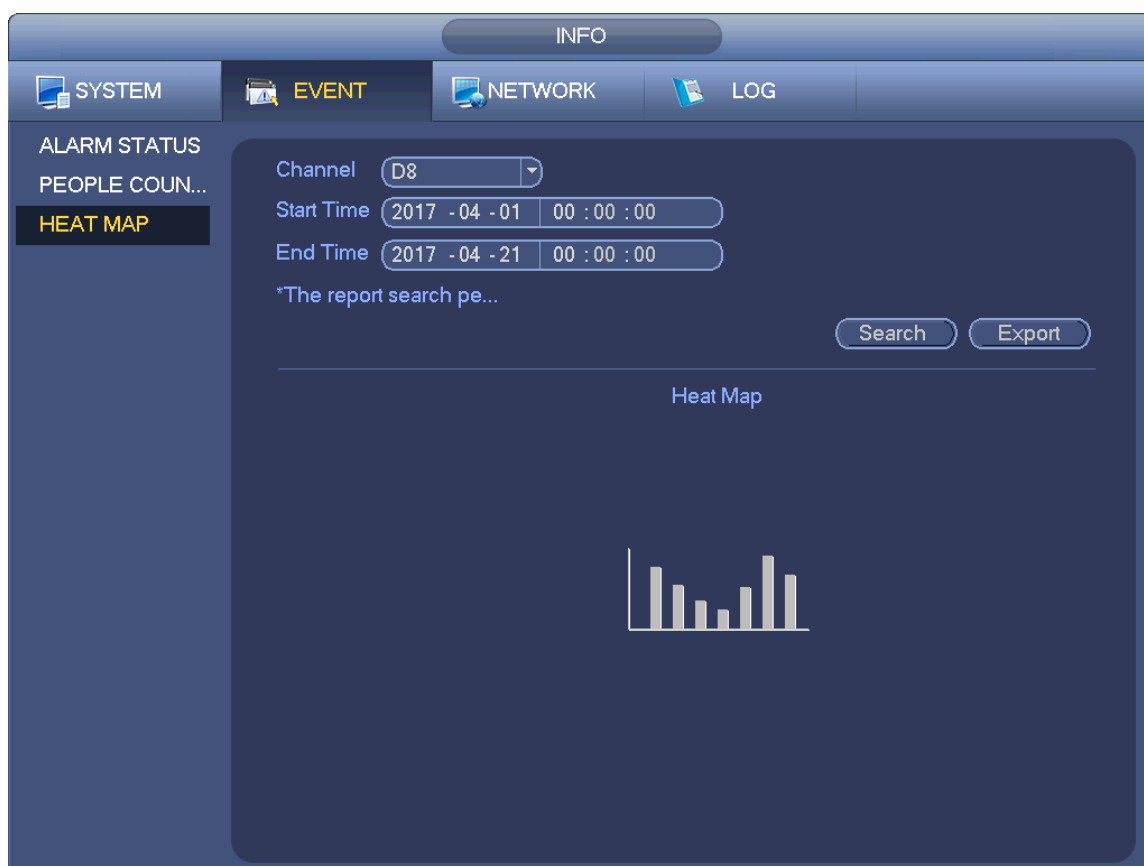 INFO
SYSTEM EVENT NETWORK LOG
ALARM STATUS
PEOPLE COUN...
HEAT MAP
Channel D8
Start Time 2017 - 04 - 01 00 : 00 : 00
End Time 2017 - 04 - 21 00 : 00 : 00
*The report search pe...
Search Export
Heat Map